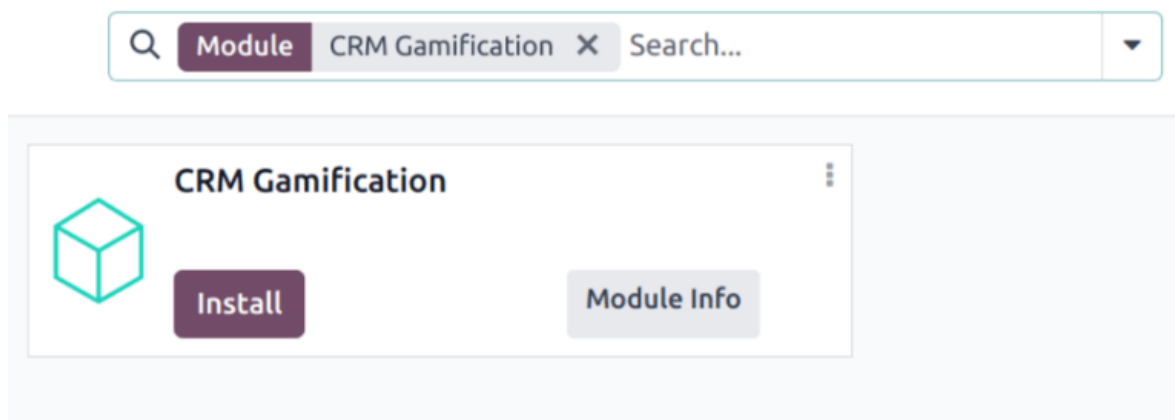 Module CRM Gamification × Search...
CRM Gamification
Install Module Info